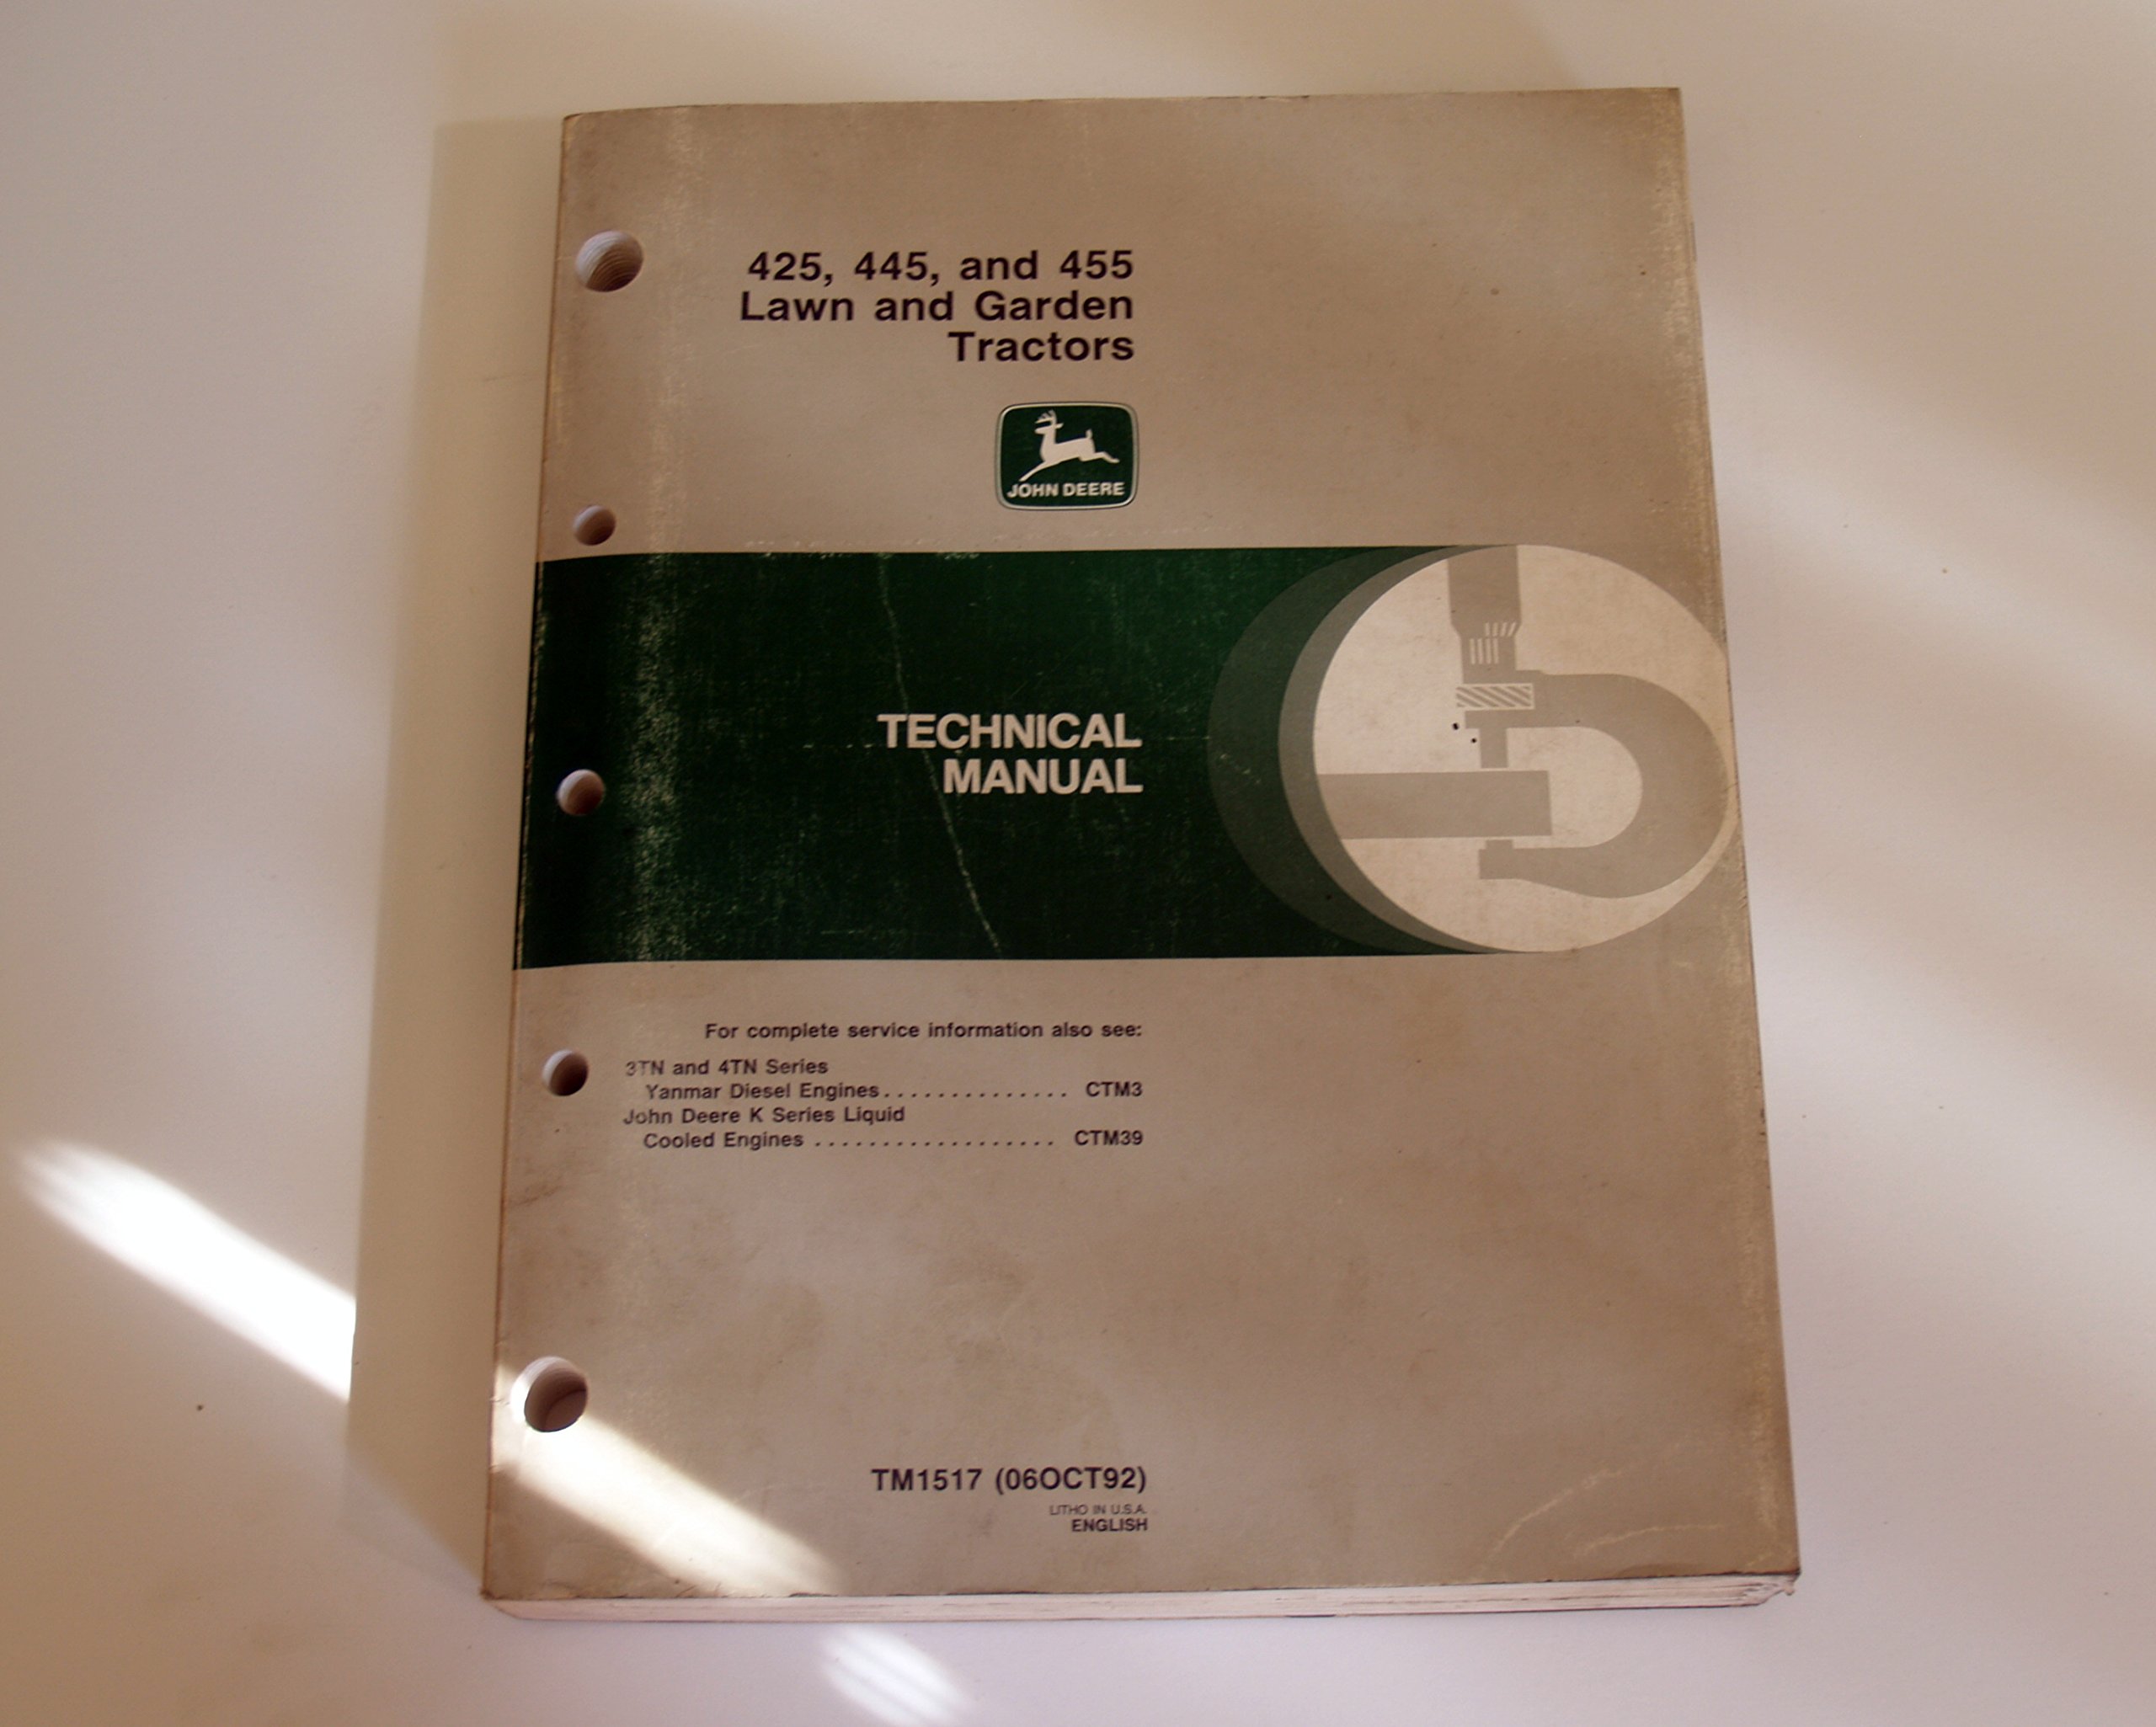 425, 445, and 455
Lawn and Garden
Tractors
JOHN DEERE
TECHNICAL
MANUAL
For complete service information also see:
3TN and 4TN Series
Yanmar Diesel Engines.............. CTM3
John Deere K Series Liquid
Cooled Engines .................. CTM39
TM1517 (06OCT92)
LITHO IN U.S.A.
ENGLISH